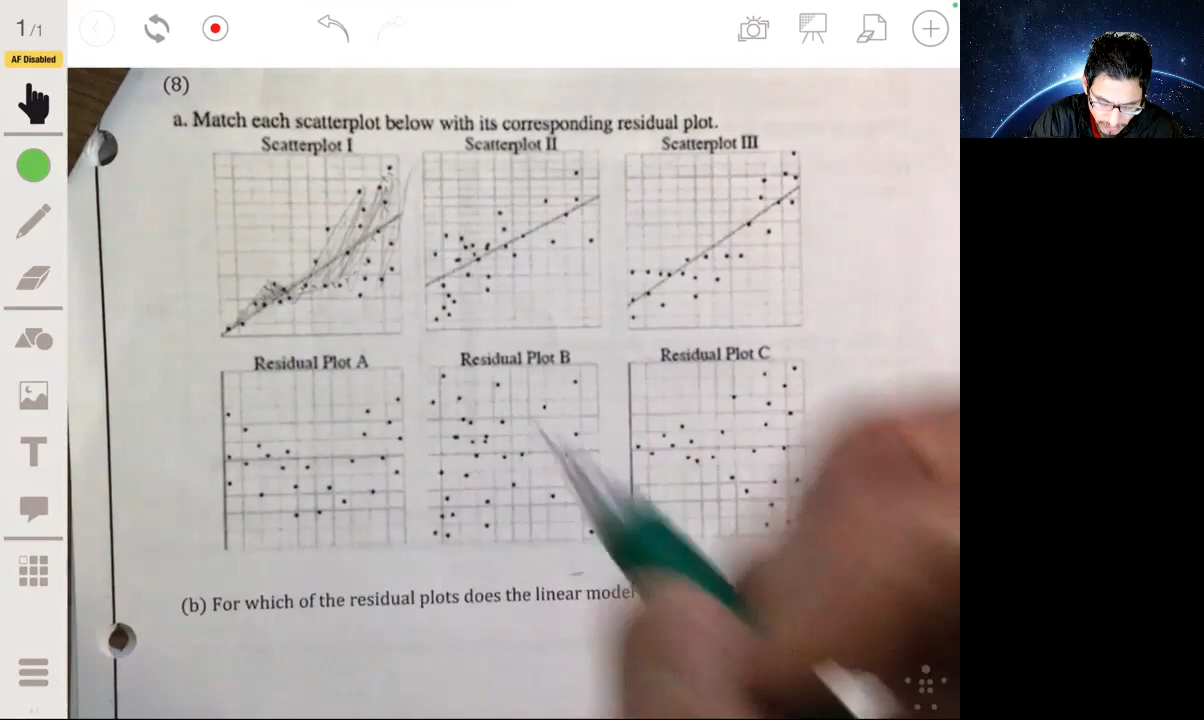 1/1
AF Disabled
(8)
a. Match each scatterplot below with its corresponding residual plot.
Scatterplot I
Scatterplot II
Scatterplot III
Residual Plot A
Residual Plot B
Residual Plot C
(b) For which of the residual plots does the linear model
T